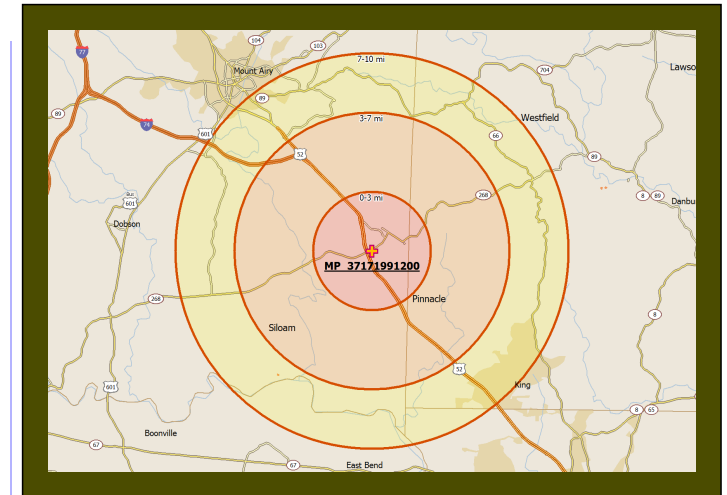 104
103
77
7-10 mi
Mount Airy
704
Lawso
89
89
3-7 mi
Westfield
74
601
66
52
89
0-3 mi
268
8
89
Bus
601
Danbu
Dobson
MP_37171991200
268
Pinnacle
8
Siloam
52
601
King
8
65
Boonville
67
67
East Bend